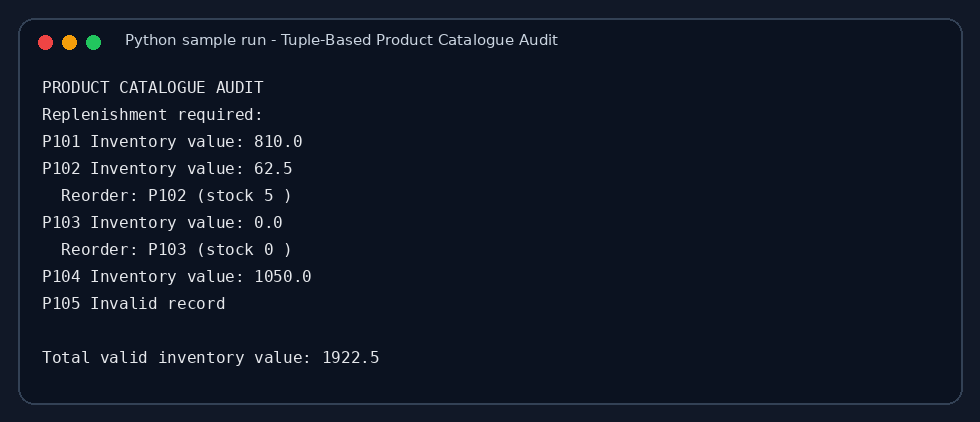 Python sample run - Tuple-Based Product Catalogue Audit
PRODUCT CATALOGUE AUDIT
Replenishment required:
P101 Inventory value: 810.0
P102 Inventory value: 62.5
  Reorder: P102 (stock 5 )
P103 Inventory value: 0.0
  Reorder: P103 (stock 0 )
P104 Inventory value: 1050.0
P105 Invalid record
Total valid inventory value: 1922.5